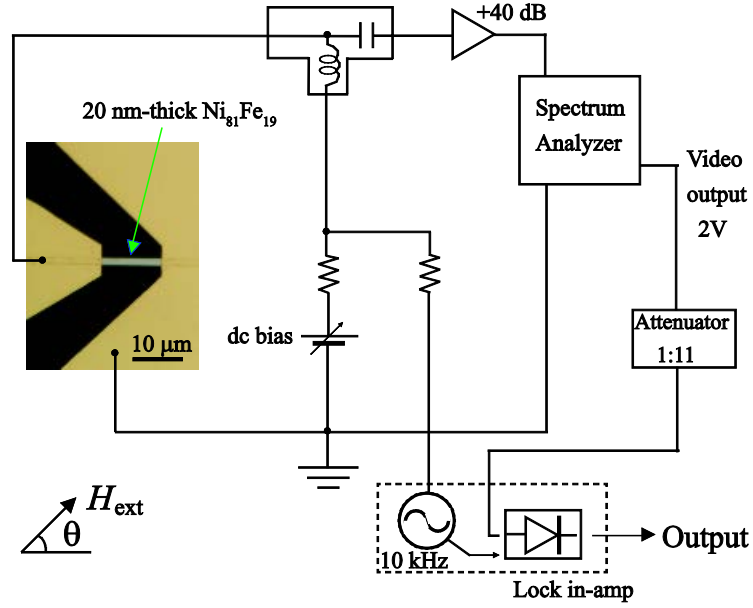 +40 dB
20 nm-thick Ni81Fe19
Spectrum
Analyzer
Video
output
2V
dc bias
10 μm
Attenuator
1:11
Hext
θ
10 kHz
Output
Lock in-amp